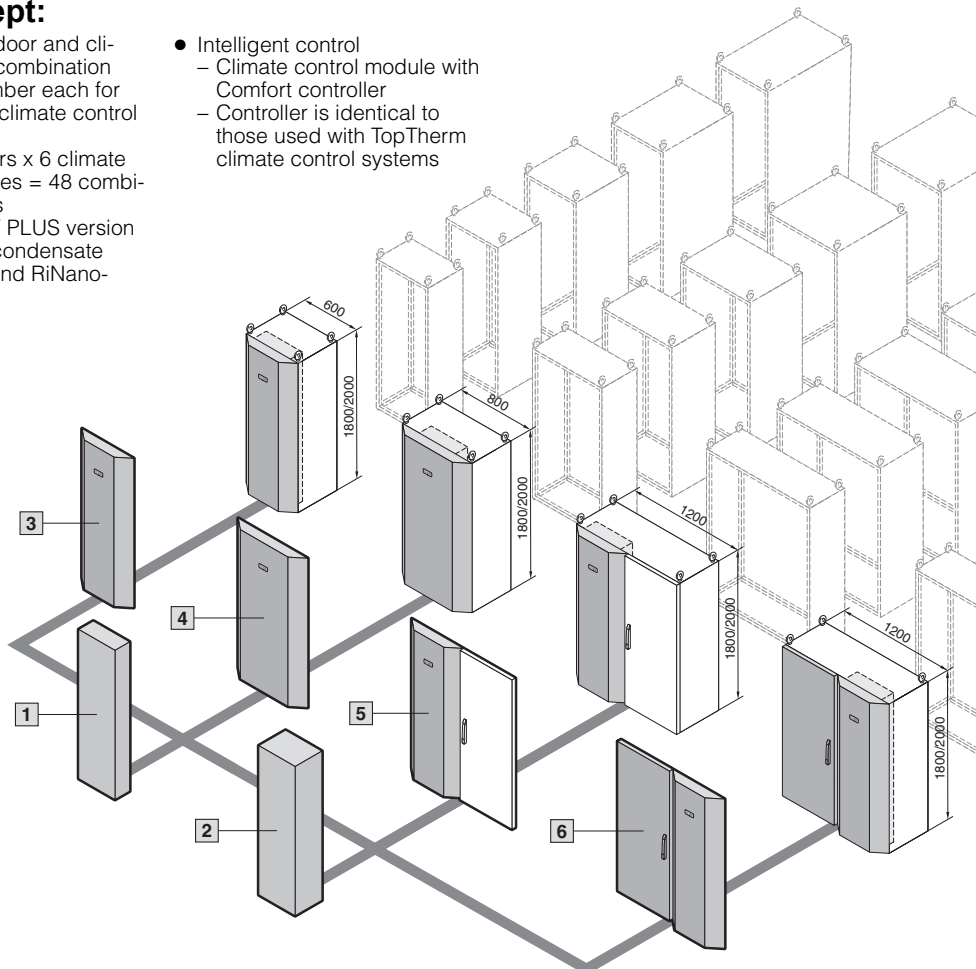 ept:
door and cli-
combination
mber each for
climate control
rs x 6 climate
es = 48 combi-
s
PLUS version
condensate
nd RiNano-
● Intelligent control
– Climate control module with
Comfort controller
– Controller is identical to
those used with TopTherm
climate control systems
600
1800/2000
800
1800/2000
1200
1800/2000
1200
1800/2000
3
4
1
5
2
6